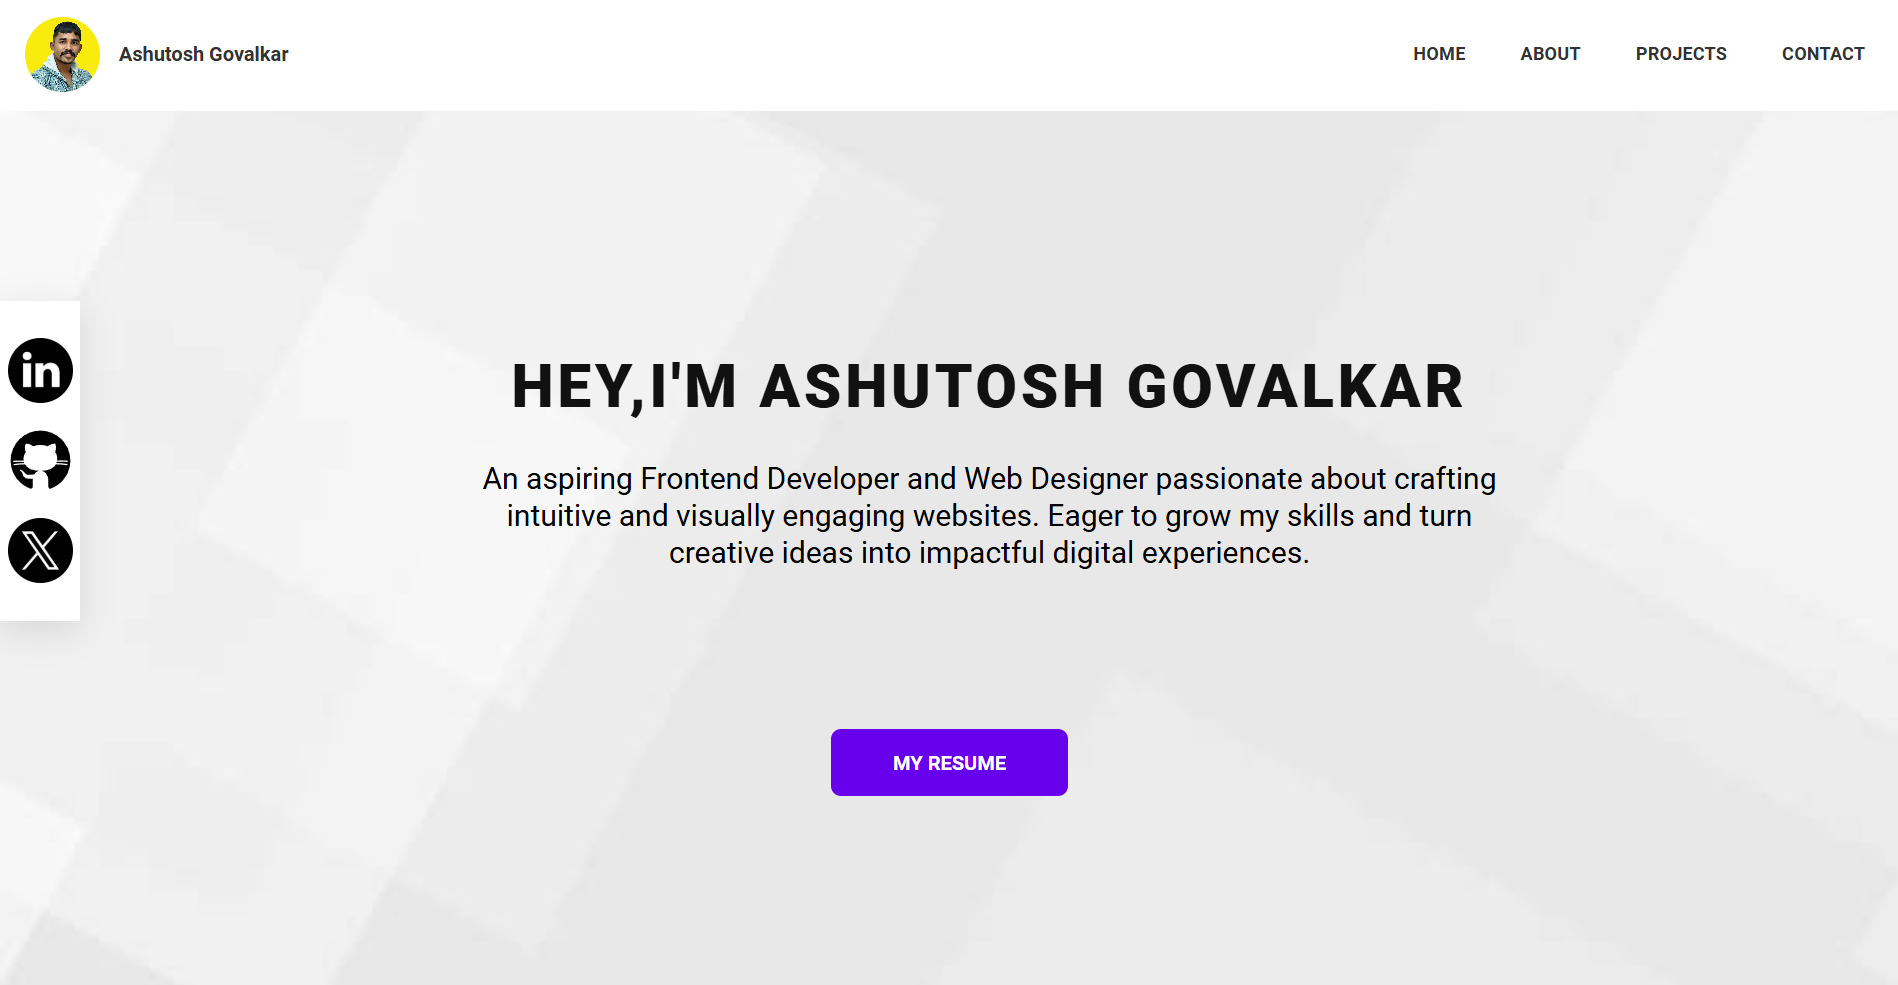 Ashutosh Govalkar
HOME ABOUT PROJECTS CONTACT
in
HEY,I'M ASHUTOSH GOVALKAR
An aspiring Frontend Developer and Web Designer passionate about crafting
intuitive and visually engaging websites. Eager to grow my skills and turn
creative ideas into impactful digital experiences.
MY RESUME